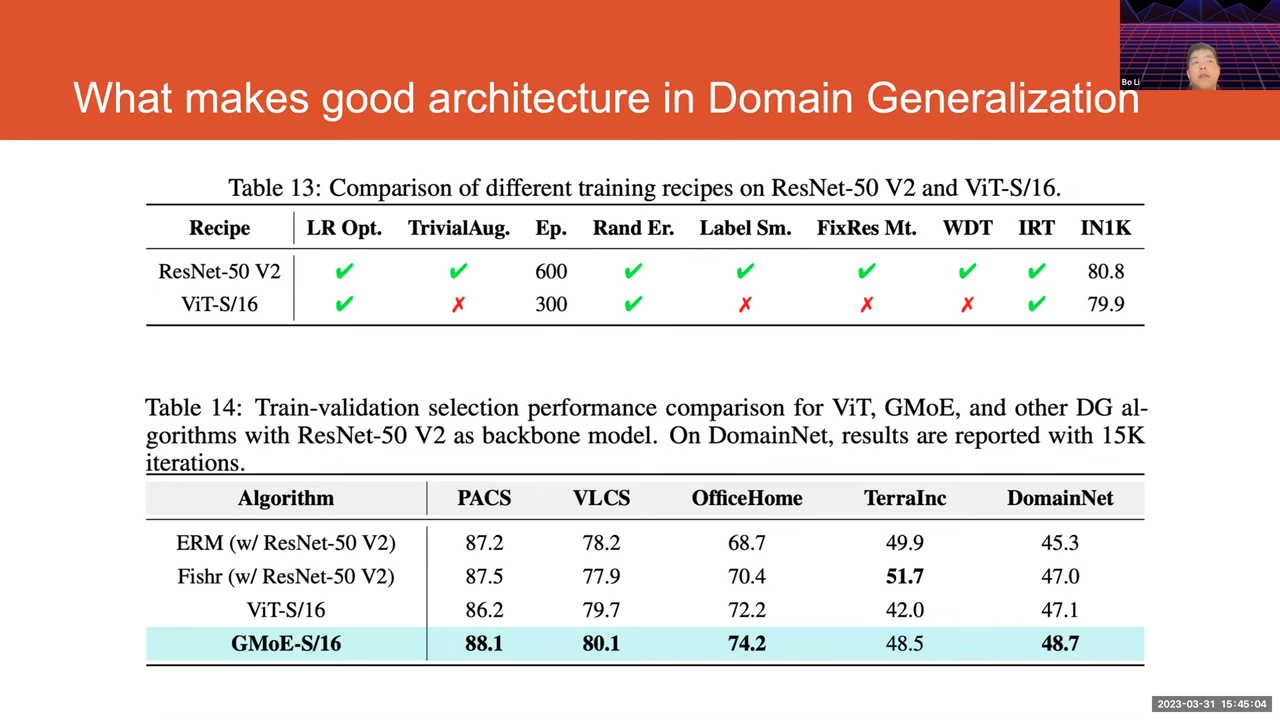 What makes good architecture in Domain Generalization
Bo Li
Table 13: Comparison of different training recipes on ResNet-50 V2 and ViT-S/16.
Recipe LR Opt. TrivialAug. Ep. Rand Er. Label Sm. FixRes Mt. WDT IRT IN1K
ResNet-50 V2 ✔ ✔ 600 ✔ ✔ ✔ ✔ ✔ 80.8
ViT-S/16 ✔ ✗ 300 ✔ ✗ ✗ ✗ ✔ 79.9
Table 14: Train-validation selection performance comparison for ViT, GMoE, and other DG al-
gorithms with ResNet-50 V2 as backbone model. On DomainNet, results are reported with 15K
iterations.
Algorithm PACS VLCS OfficeHome TerraInc DomainNet
ERM (w/ ResNet-50 V2) 87.2 78.2 68.7 49.9 45.3
Fishr (w/ ResNet-50 V2) 87.5 77.9 70.4 51.7 47.0
ViT-S/16 86.2 79.7 72.2 42.0 47.1
GMoE-S/16 88.1 80.1 74.2 48.5 48.7
2023-03-31 15:45:04